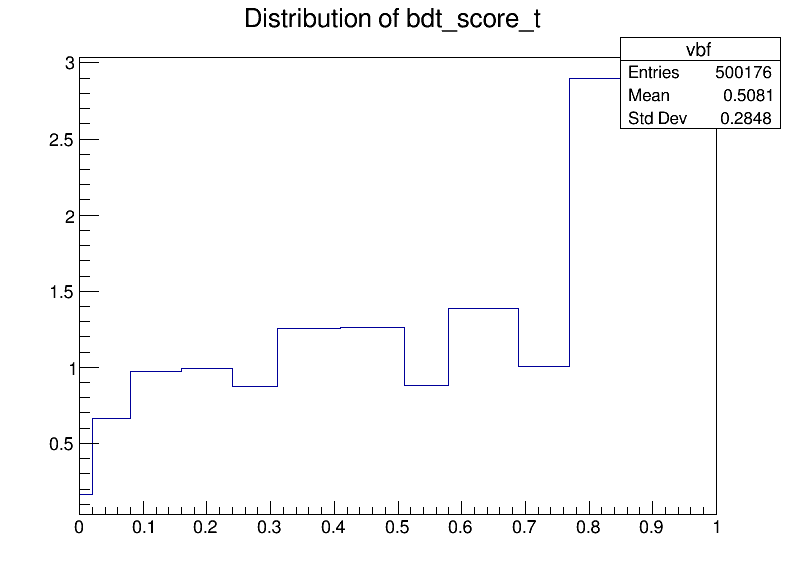 Distribution of bdt_score_t
vbf
Entries 500176
Mean 0.5081
Std Dev 0.2848
3
2.5
2
1.5
1
0.5
0 0.1 0.2 0.3 0.4 0.5 0.6 0.7 0.8 0.9 1